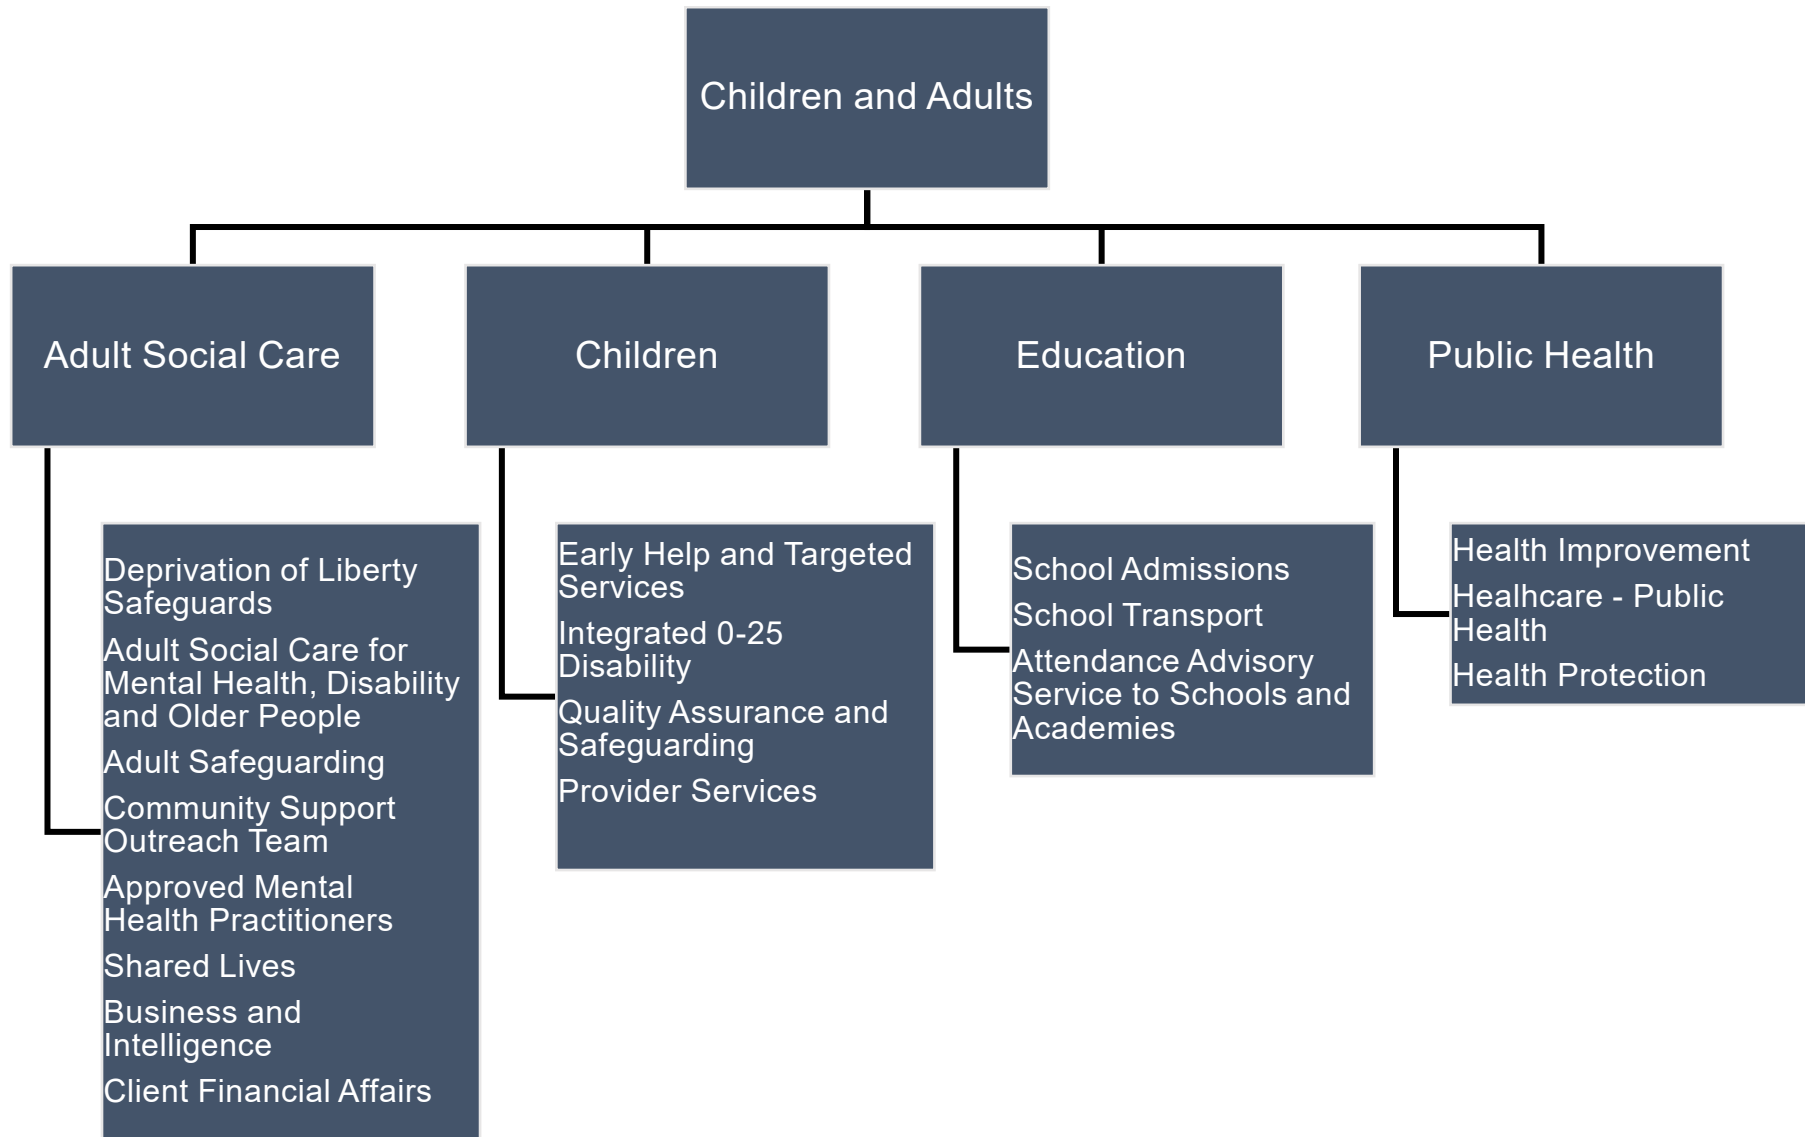 Children and Adults
Adult Social Care
Children
Education
Public Health
Deprivation of Liberty
Safeguards
Adult Social Care for
Mental Health, Disability
and Older People
Adult Safeguarding
Community Support
Outreach Team
Approved Mental
Health Practitioners
Shared Lives
Business and
Intelligence
Client Financial Affairs
Early Help and Targeted
Services
Integrated 0-25
Disability
Quality Assurance and
Safeguarding
Provider Services
School Admissions
School Transport
Attendance Advisory
Service to Schools and
Academies
Health Improvement
Healhcare - Public
Health
Health Protection